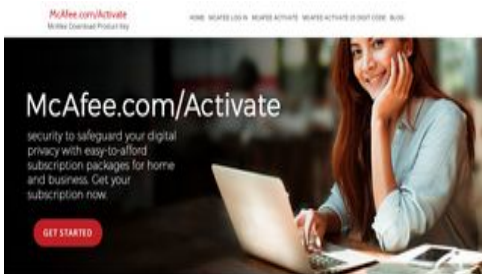 McAfee.com/Activate
McAfee Download Product Key
HOME MCAFEE LOG-IN MCAFEE ACTIVATE MCAFEE ACTIVATE 25 DIGIT CODE BLOG
McAfee.com/Activate
security to safeguard your digital
privacy with easy-to-afford
subscription packages for home
and business. Get your
subscription now.
GET STARTED